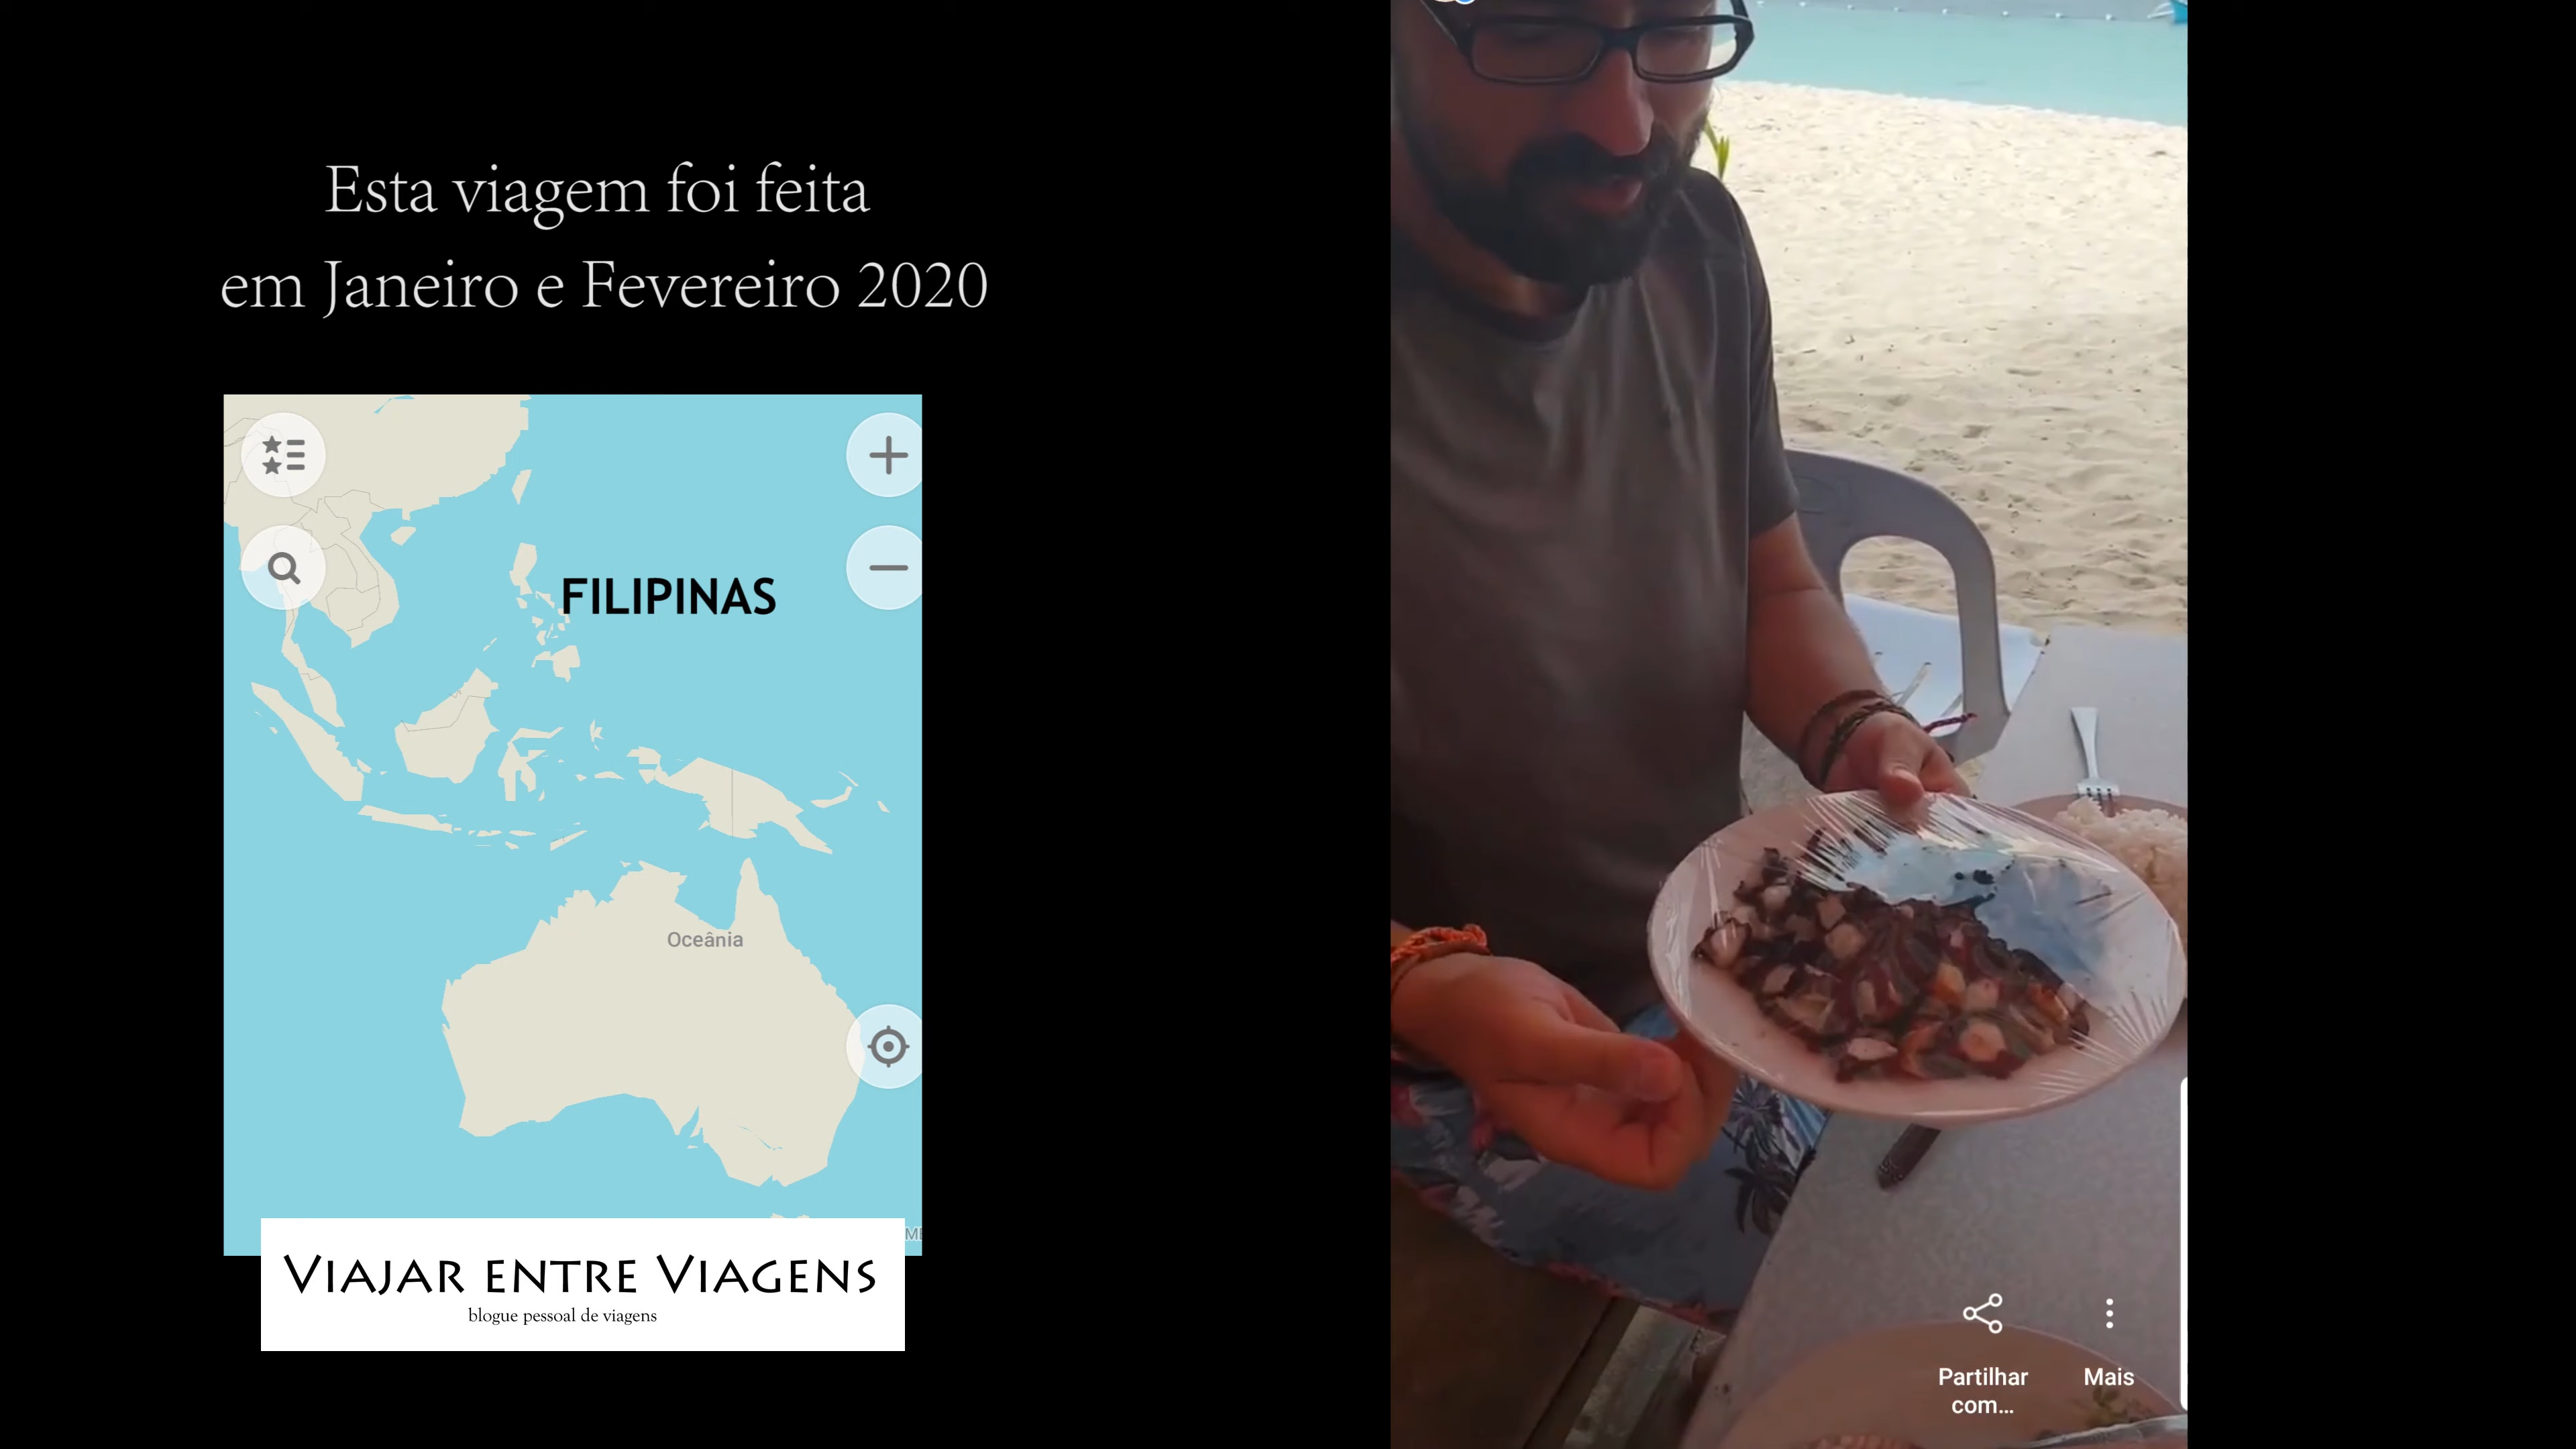 Esta viagem foi feita
em Janeiro e Fevereiro 2020
FILIPINAS
Oceânia
VIAJAR ENTRE VIAGENS
blogue pessoal de viagens
Partilhar
com...
Mais